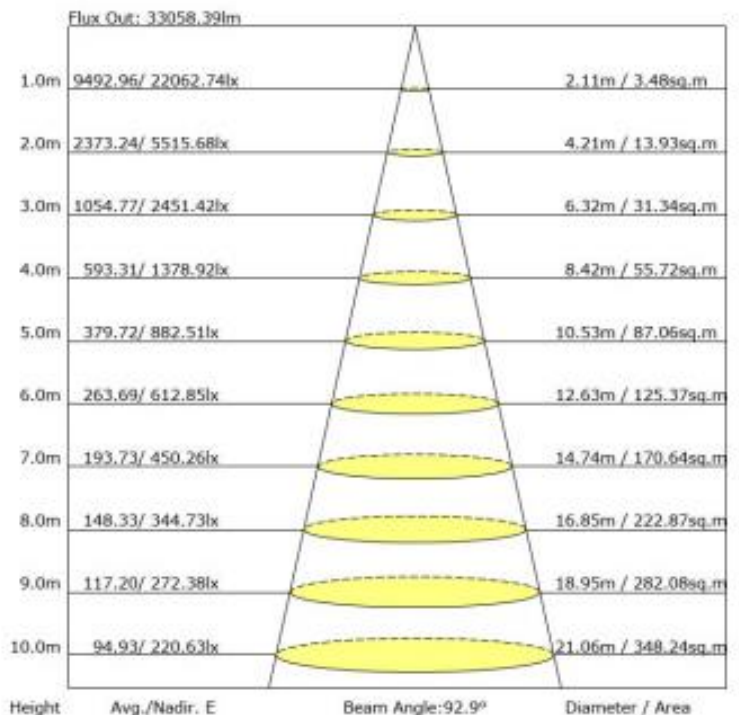 Flux Out: 33058.39lm
1.0m 9492.96/ 22062.74lx 2.11m / 3.48sq.m
2.0m 2373.24/ 5515.68lx 4.21m / 13.93sq.m
3.0m 1054.77/ 2451.42lx 6.32m / 31.34sq.m
4.0m 593.31/ 1378.92lx 8.42m / 55.72sq.m
5.0m 379.72/ 882.51lx 10.53m / 87.06sq.m
6.0m 263.69/ 612.85lx 12.63m / 125.37sq.m
7.0m 193.73/ 450.26lx 14.74m / 170.64sq.m
8.0m 148.33/ 344.73lx 16.85m / 222.87sq.m
9.0m 117.20/ 272.38lx 18.95m / 282.08sq.m
10.0m 94.93/ 220.63lx 21.06m / 348.24sq.m
Height Avg./Nadir. E Beam Angle:92.9° Diameter / Area